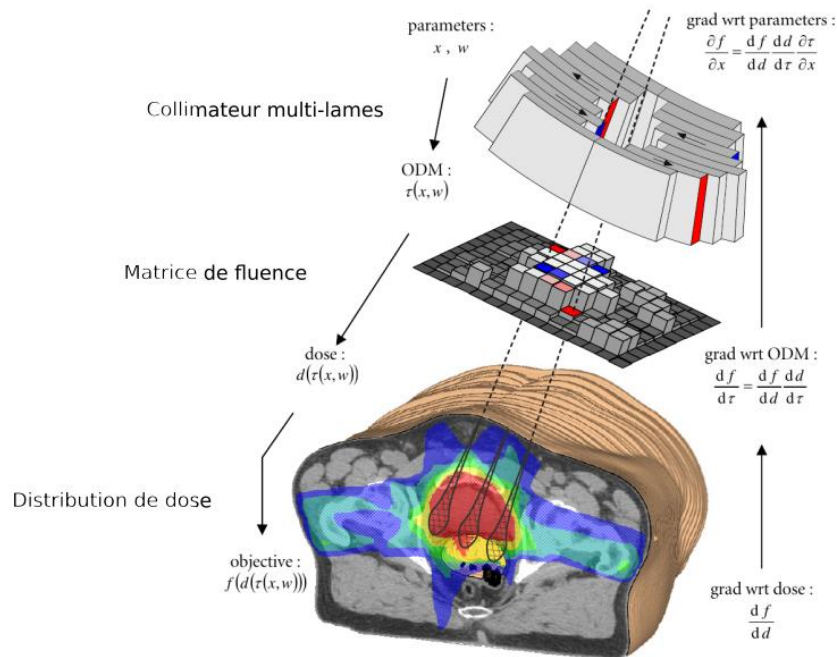 parameters :
x , w
grad wrt parameters :
∂f/∂x = df/dd dd/dτ ∂τ/∂x
Collimateur multi-lames
ODM :
τ(x,w)
Matrice de fluence
dose :
d(τ(x,w))
grad wrt ODM :
df/dτ = df/dd dd/dτ
Distribution de dose
objective :
f(d(τ(x,w)))
grad wrt dose :
df/dd